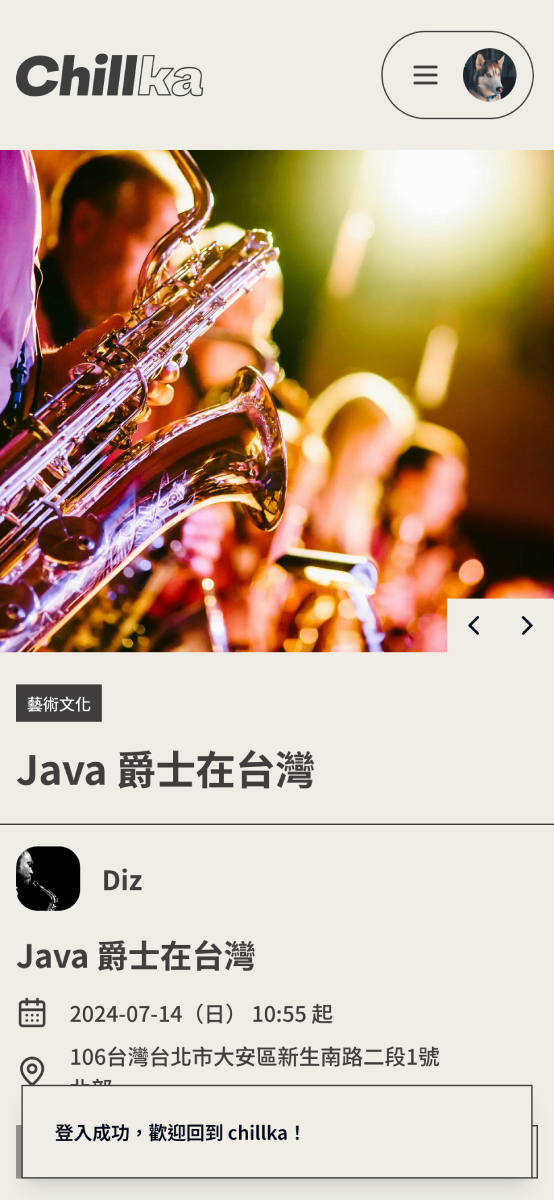 Chillka
藝術文化
Java 爵士在台灣
Diz
Java 爵士在台灣
2024-07-14（日） 10:55 起
106台灣台北市大安區新生南路二段1號
登入成功，歡迎回到 chillka！